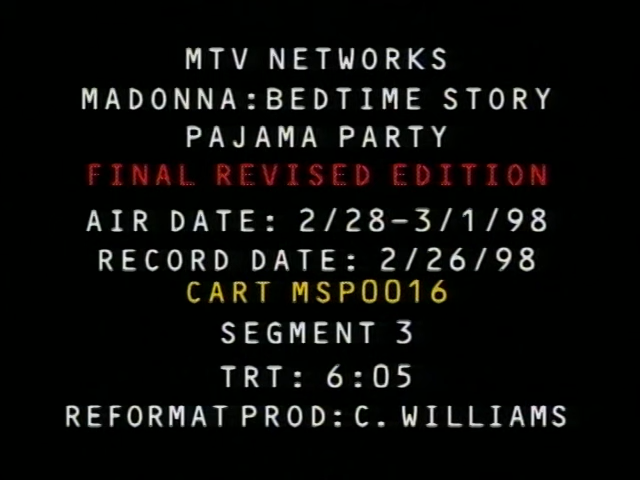 MTV NETWORKS
MADONNA:BEDTIME STORY
PAJAMA PARTY
FINAL REVISED EDITION
AIR DATE: 2/28-3/1/98
RECORD DATE: 2/26/98
CART MSP0016
SEGMENT 3
TRT: 6:05
REFORMAT PROD: C. WILLIAMS